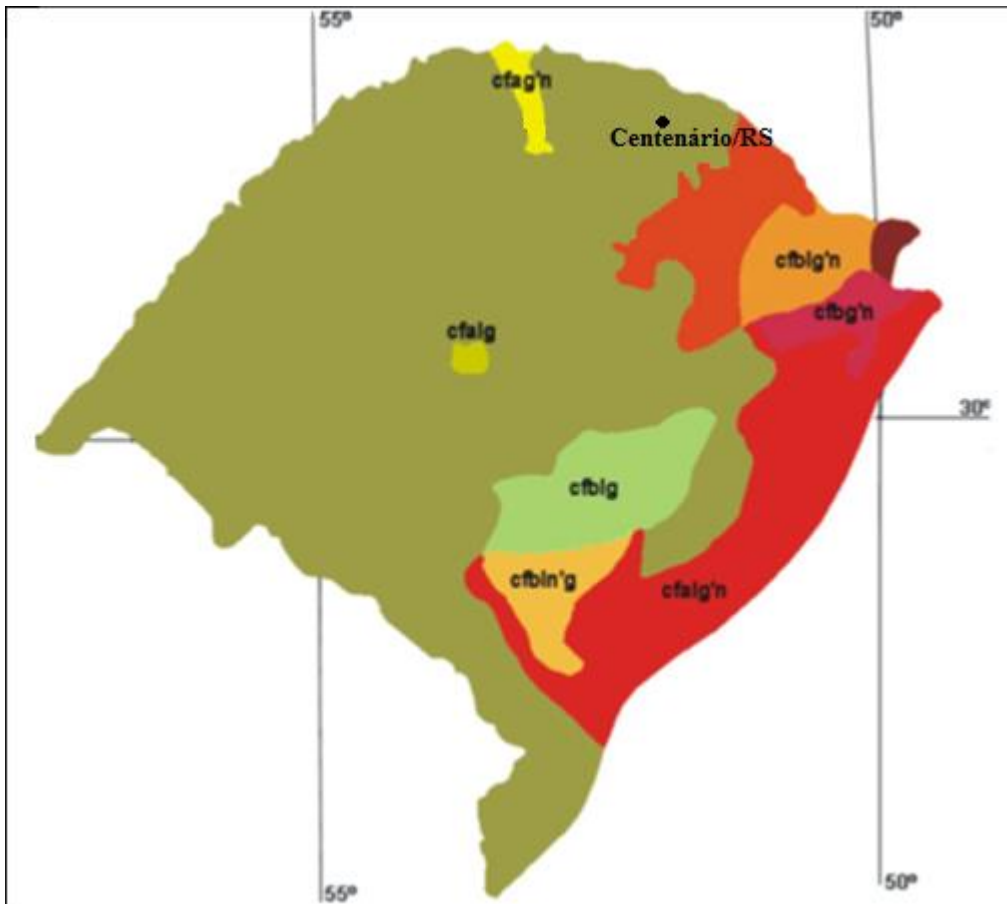 55º
50º
cfag'n
Centenário/RS
cfblg'n
cfbg'n
cfalg
30º
cfblg
cfbln'g
cfalg'n
50º
55º